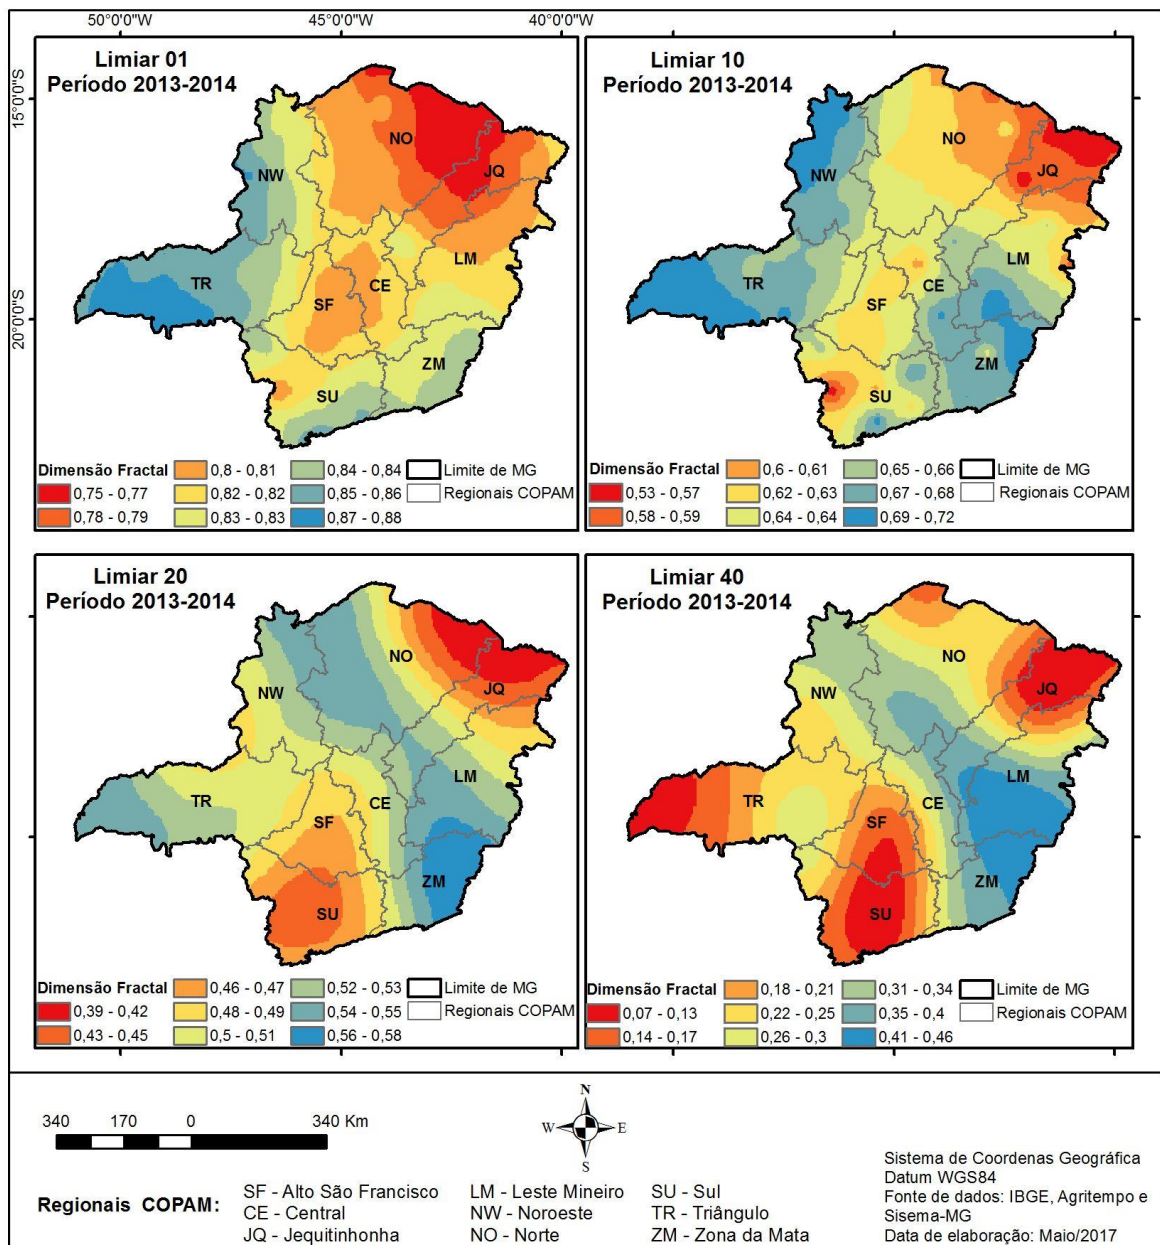 50°0'0"W
45°0'0"W
40°0'0"W
15°0'0"S
20°0'0"S
Limiar 01
Período 2013-2014
NO
JQ
NW
LM
TR
CE
SF
ZM
SU
Dimensão Fractal
0,75 - 0,77
0,78 - 0,79
0,8 - 0,81
0,82 - 0,82
0,83 - 0,83
0,84 - 0,84
0,85 - 0,86
0,87 - 0,88
Limite de MG
Regionais COPAM
Limiar 10
Período 2013-2014
NO
JQ
NW
LM
TR
CE
SF
ZM
SU
Dimensão Fractal
0,53 - 0,57
0,58 - 0,59
0,6 - 0,61
0,62 - 0,63
0,64 - 0,64
0,65 - 0,66
0,67 - 0,68
0,69 - 0,72
Limite de MG
Regionais COPAM
Limiar 20
Período 2013-2014
NO
JQ
NW
LM
TR
CE
SF
ZM
SU
Dimensão Fractal
0,39 - 0,42
0,43 - 0,45
0,46 - 0,47
0,48 - 0,49
0,5 - 0,51
0,52 - 0,53
0,54 - 0,55
0,56 - 0,58
Limite de MG
Regionais COPAM
Limiar 40
Período 2013-2014
NO
JQ
NW
LM
TR
CE
SF
ZM
SU
Dimensão Fractal
0,07 - 0,13
0,14 - 0,17
0,18 - 0,21
0,22 - 0,25
0,26 - 0,3
0,31 - 0,34
0,35 - 0,4
0,41 - 0,46
Limite de MG
Regionais COPAM
340 170 0 340 Km
N
W E
S
Regionais COPAM:
SF - Alto São Francisco
CE - Central
JQ - Jequitinhonha
LM - Leste Mineiro
NW - Noroeste
NO - Norte
SU - Sul
TR - Triângulo
ZM - Zona da Mata
Sistema de Coordenas Geográfica
Datum WGS84
Fonte de dados: IBGE, Agritempo e
Sisema-MG
Data de elaboração: Maio/2017